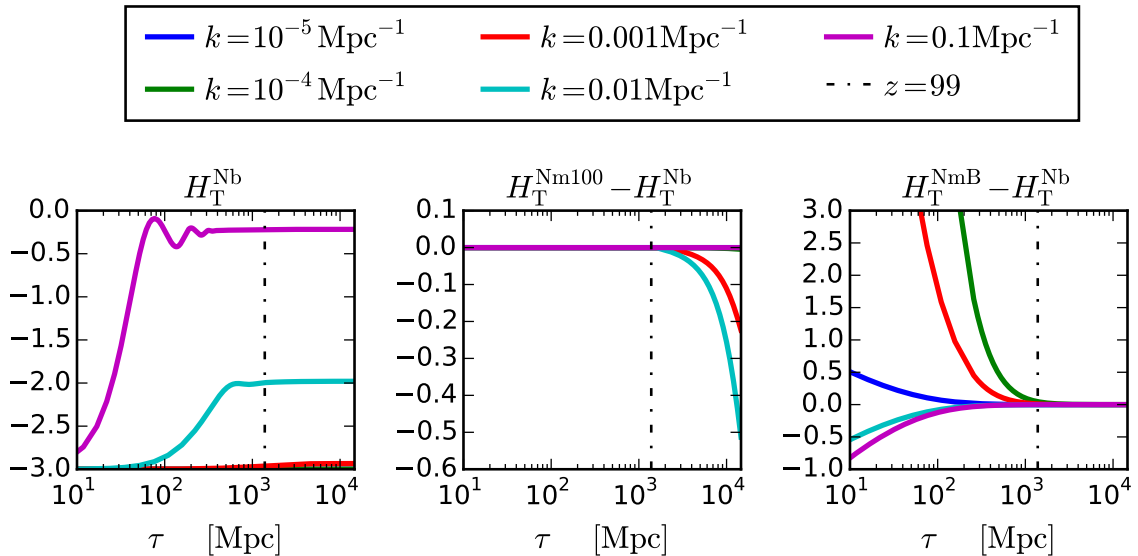 k=10⁻⁵ Mpc⁻¹ k=0.001Mpc⁻¹ k=0.1Mpc⁻¹
k=10⁻⁴ Mpc⁻¹ k=0.01Mpc⁻¹ z=99
H_T^Nb
0.0
−0.5
−1.0
−1.5
−2.0
−2.5
−3.0
10¹ 10² 10³ 10⁴
τ [Mpc]
H_T^Nm100 − H_T^Nb
0.1
0.0
−0.1
−0.2
−0.3
−0.4
−0.5
−0.6
10¹ 10² 10³ 10⁴
τ [Mpc]
H_T^NmB − H_T^Nb
3.0
2.5
2.0
1.5
1.0
0.5
0.0
−0.5
−1.0
10¹ 10² 10³ 10⁴
τ [Mpc]